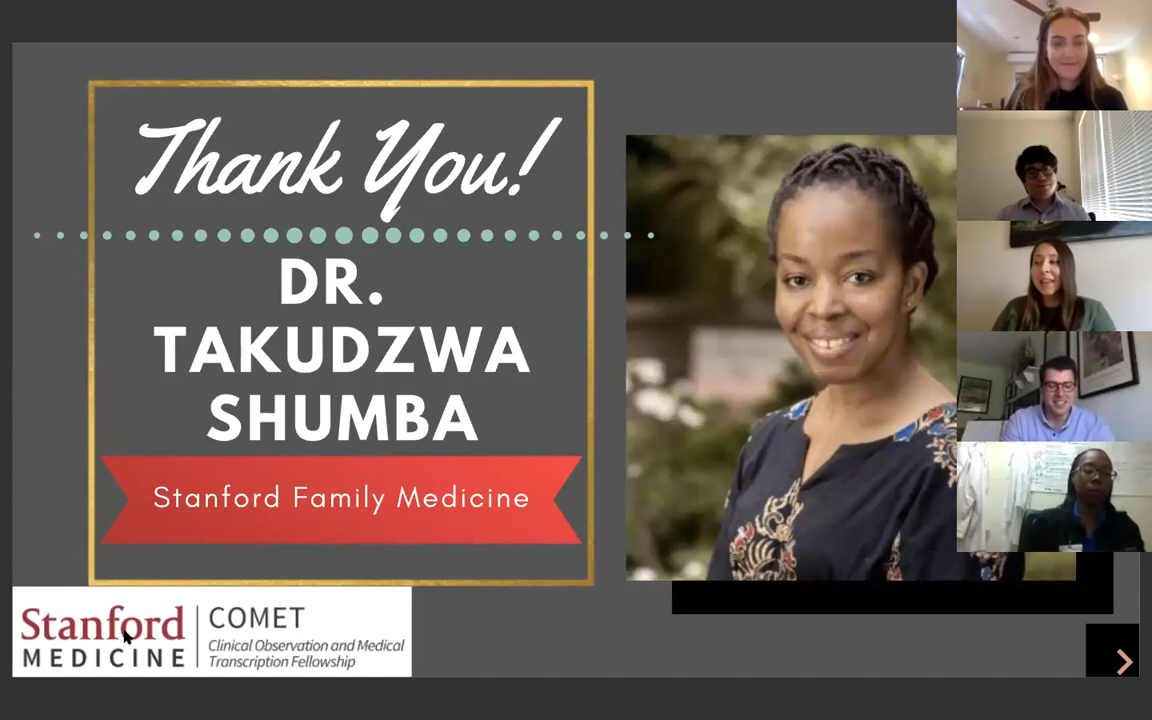 Thank You!
DR.
TAKUDZWA
SHUMBA
Stanford Family Medicine
Stanford
MEDICINE
COMET
Clinical Observation and Medical
Transcription Fellowship